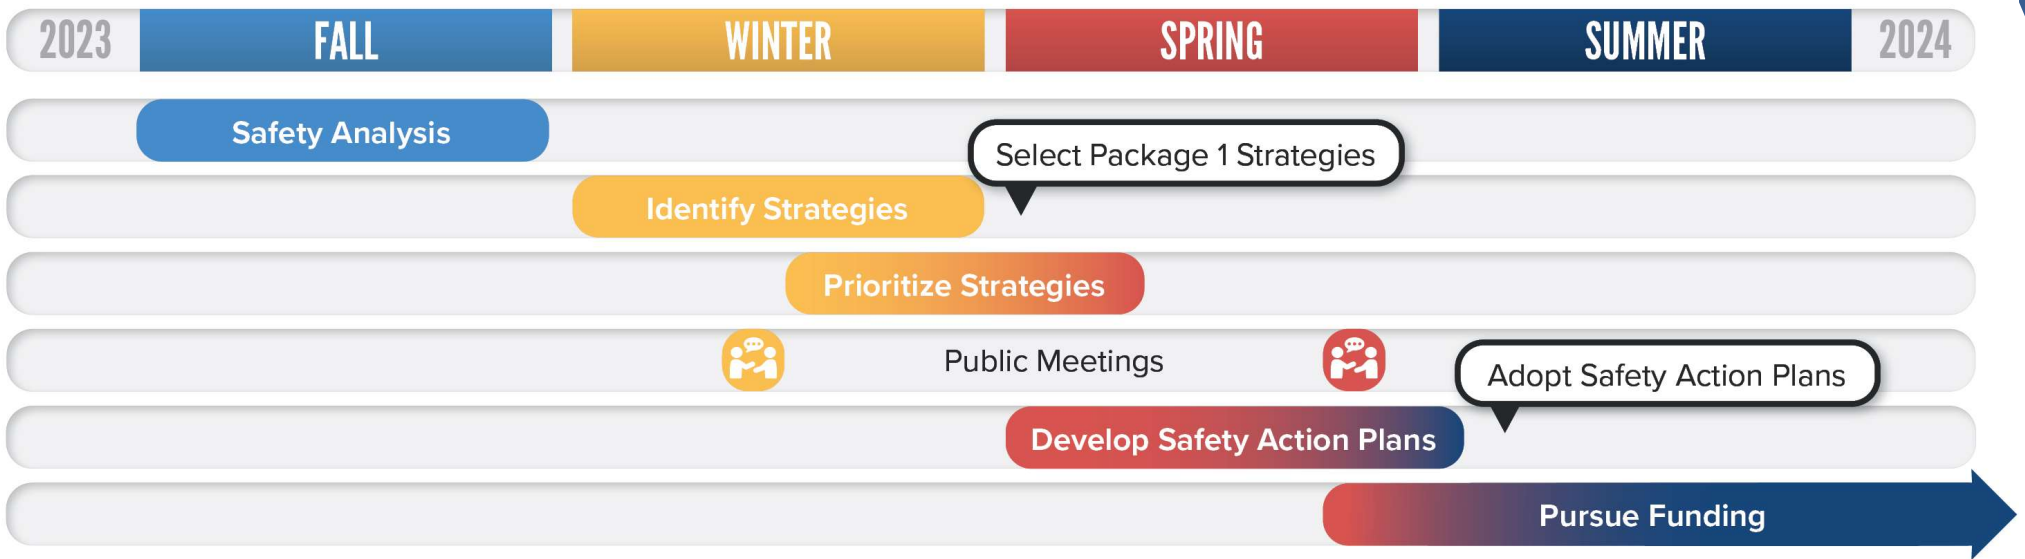 2023 FALL WINTER SPRING SUMMER 2024
Safety Analysis
Select Package 1 Strategies
Identify Strategies
Prioritize Strategies
Public Meetings
Adopt Safety Action Plans
Develop Safety Action Plans
Pursue Funding